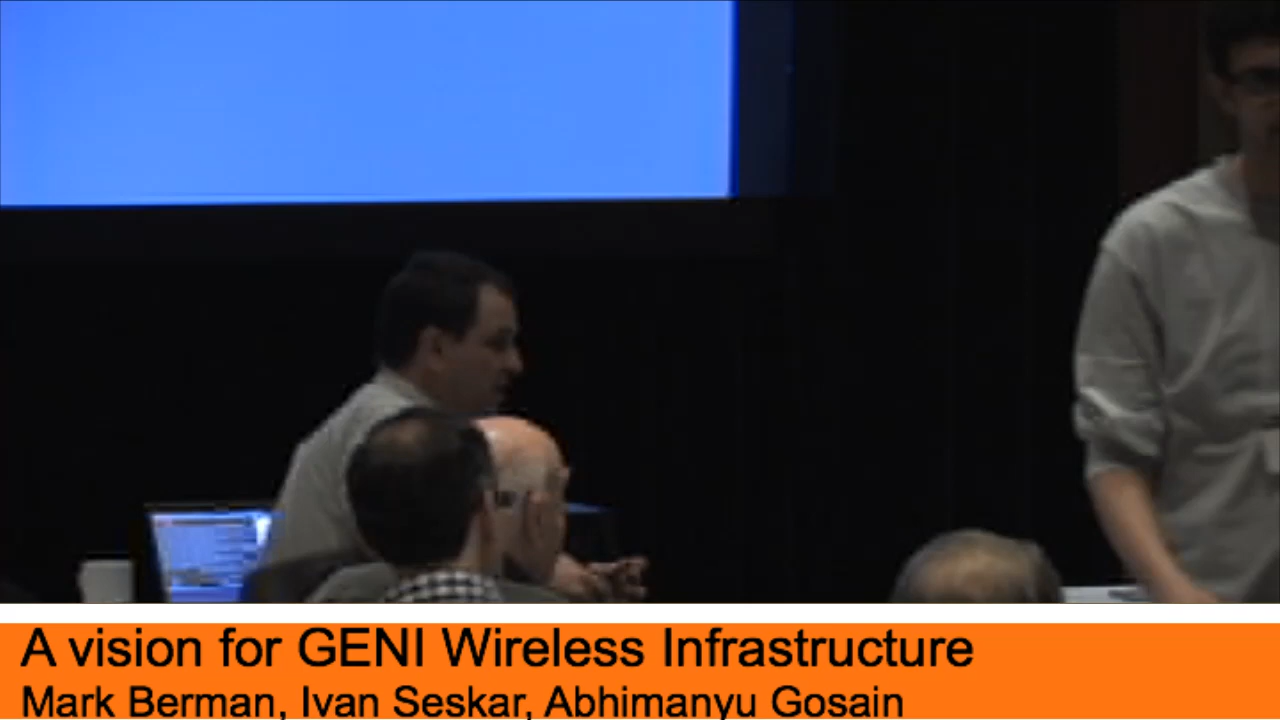 A vision for GENI Wireless Infrastructure
Mark Berman, Ivan Seskar, Abhimanyu Gosain